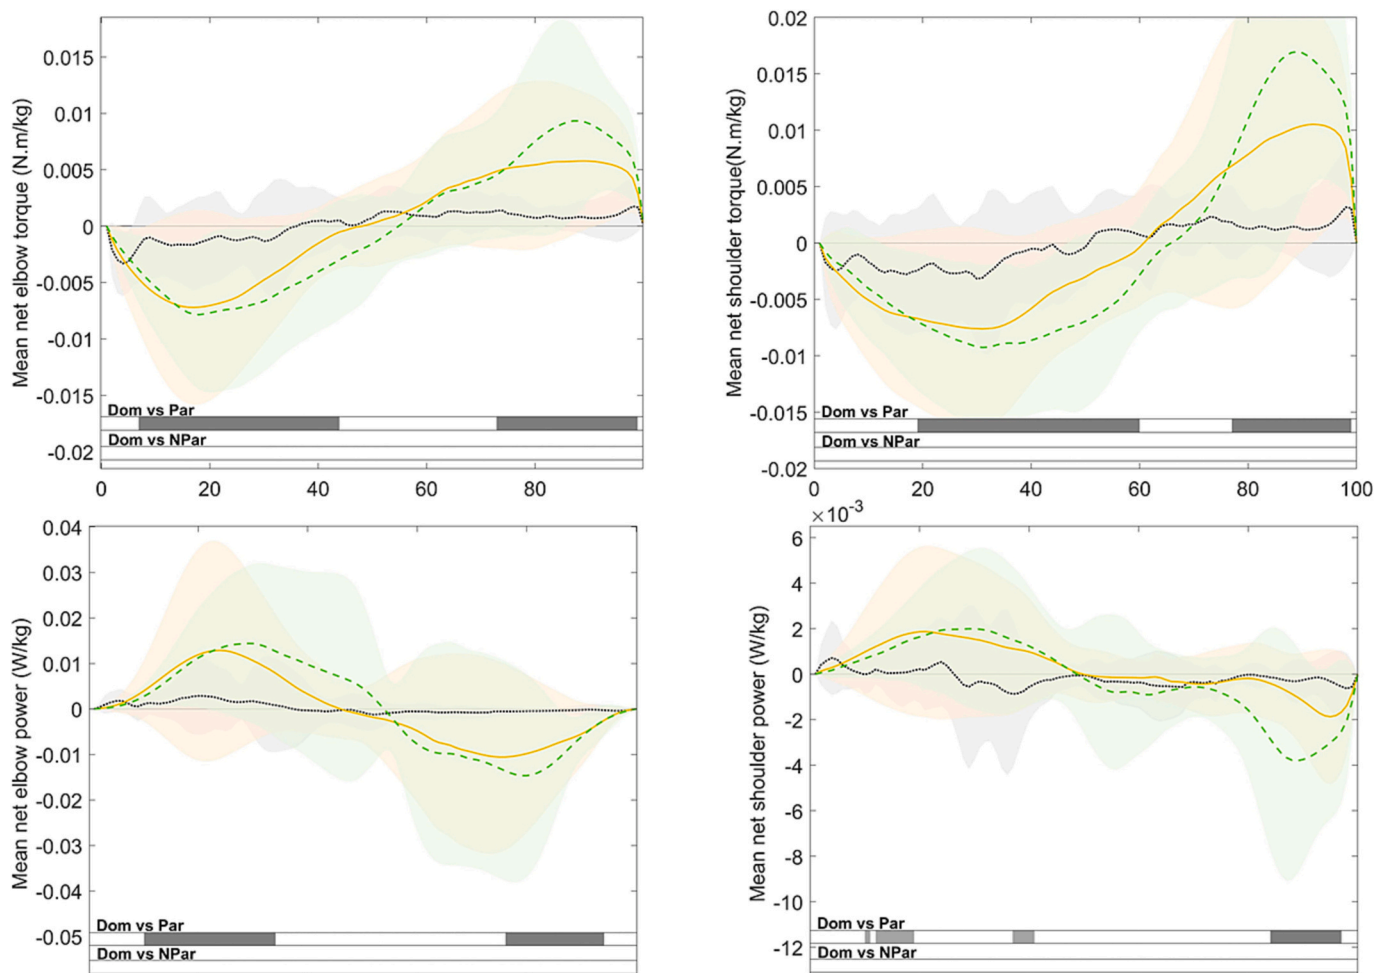 Mean net elbow torque (N.m/kg)
0.015
0.01
0.005
0
-0.005
-0.01
-0.015
-0.02
Dom vs Par
Dom vs NPar
0 20 40 60 80
Mean net shoulder torque(N.m/kg)
0.02
0.015
0.01
0.005
0
-0.005
-0.01
-0.015
-0.02
Dom vs Par
Dom vs NPar
0 20 40 60 80 100
Mean net elbow power (W/kg)
0.04
0.03
0.02
0.01
0
-0.01
-0.02
-0.03
-0.04
-0.05
Dom vs Par
Dom vs NPar
×10-3
Mean net shoulder power (W/kg)
6
4
2
0
-2
-4
-6
-8
-10
-12
Dom vs Par
Dom vs NPar